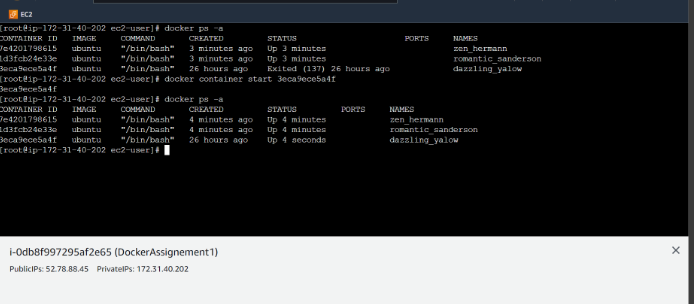 EC2
[root@ip-172-31-40-202 ec2-user]# docker ps -a
CONTAINER ID IMAGE COMMAND CREATED STATUS PORTS NAMES
7e4201798615 ubuntu "/bin/bash" 3 minutes ago Up 3 minutes zen_hermann
1d3fcb24e33e ubuntu "/bin/bash" 3 minutes ago Up 3 minutes romantic_sanderson
3eca9ece5a4f ubuntu "/bin/bash" 26 hours ago Exited (137) 26 hours ago dazzling_yalow
[root@ip-172-31-40-202 ec2-user]# docker container start 3eca9ece5a4f
3eca9ece5a4f
[root@ip-172-31-40-202 ec2-user]# docker ps -a
CONTAINER ID IMAGE COMMAND CREATED STATUS PORTS NAMES
7e4201798615 ubuntu "/bin/bash" 4 minutes ago Up 4 minutes zen_hermann
1d3fcb24e33e ubuntu "/bin/bash" 4 minutes ago Up 4 minutes romantic_sanderson
3eca9ece5a4f ubuntu "/bin/bash" 26 hours ago Up 4 seconds dazzling_yalow
[root@ip-172-31-40-202 ec2-user]#
i-0db8f997295af2e65 (DockerAssignement1)
PublicIPs: 52.78.88.45 PrivateIPs: 172.31.40.202